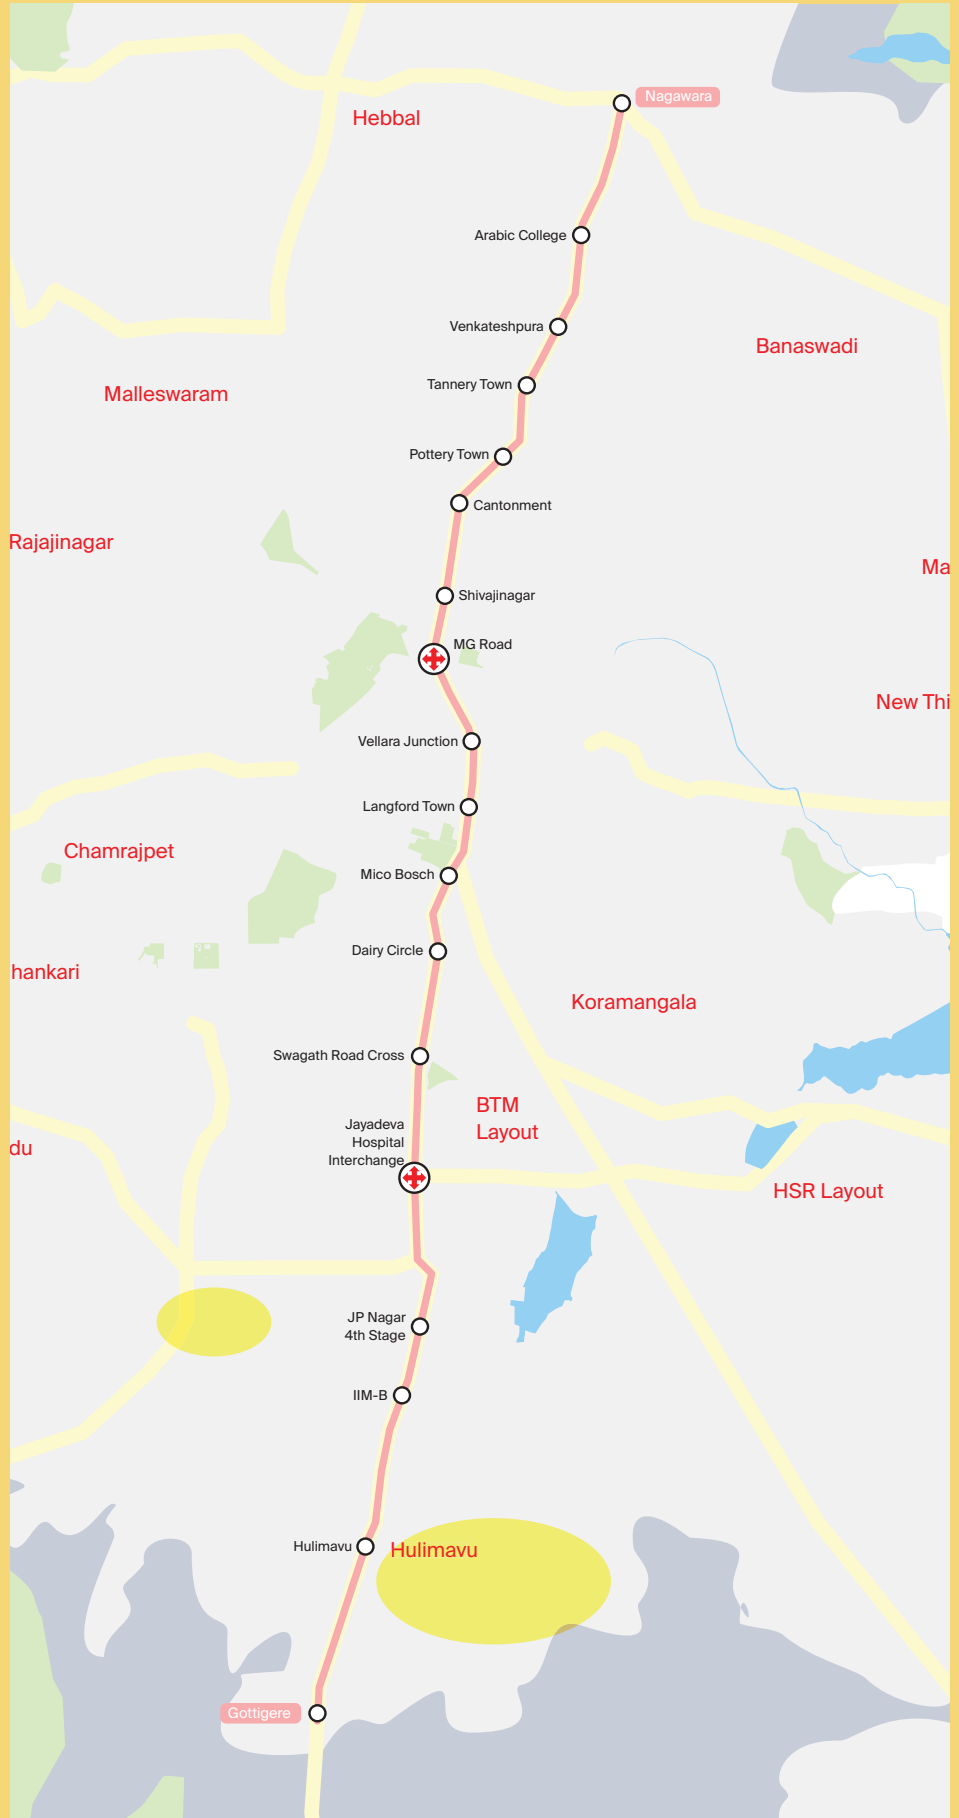 Nagawara
Hebbal
Arabic College
Venkateshpura
Banaswadi
Tannery Town
Malleswaram
Pottery Town
Cantonment
Rajajinagar
Ma
Shivajinagar
MG Road
New Thi
Vellara Junction
Langford Town
Chamrajpet
Mico Bosch
Dairy Circle
hankari
Koramangala
Swagath Road Cross
BTM
Layout
Jayadeva
Hospital
Interchange
du
HSR Layout
JP Nagar
4th Stage
IIM-B
Hulimavu
Hulimavu
Gottigere